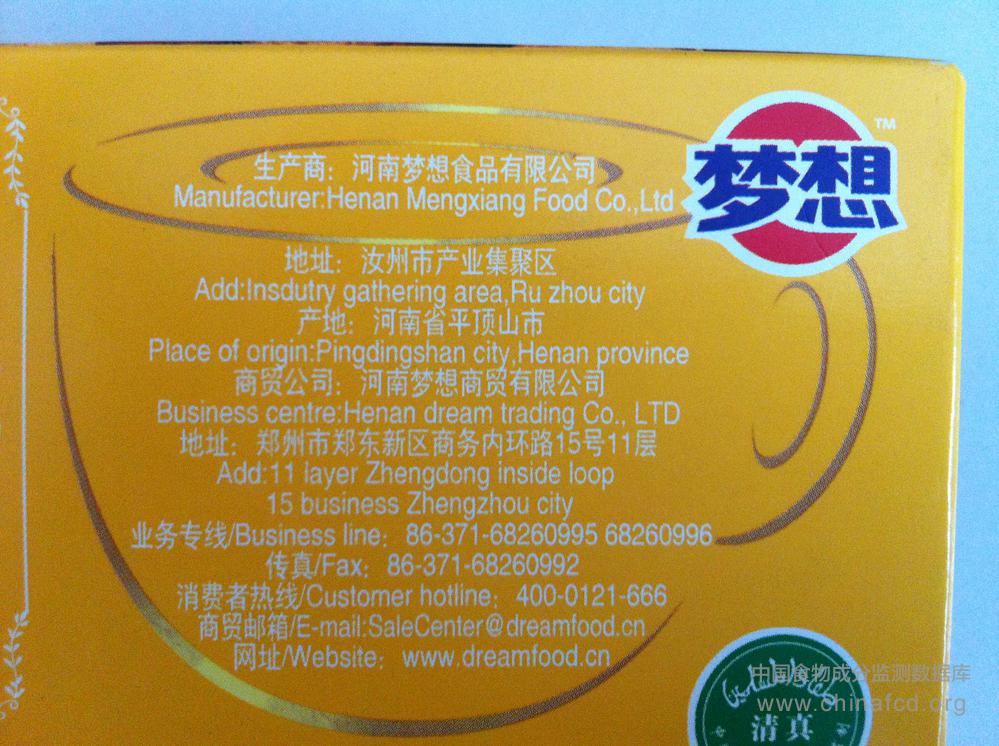 梦想
TM
生产商：河南梦想食品有限公司
Manufacturer:Henan Mengxiang Food Co.,Ltd
地址：汝州市产业集聚区
Add:Insdutry gathering area,Ru zhou city
产地：河南省平顶山市
Place of origin:Pingdingshan city,Henan province
商贸公司：河南梦想商贸有限公司
Business centre:Henan dream trading Co., LTD
地址：郑州市郑东新区商务内环路15号11层
Add:11 layer Zhengdong inside loop
15 business Zhengzhou city
业务专线/Business line：86-371-68260995 68260996
传真/Fax：86-371-68260992
消费者热线/Customer hotline：400-0121-666
商贸邮箱/E-mail:SaleCenter@dreamfood.cn
网址/Website：www.dreamfood.cn
清真
中国食物成分监测数据库
www.chinafcd.org